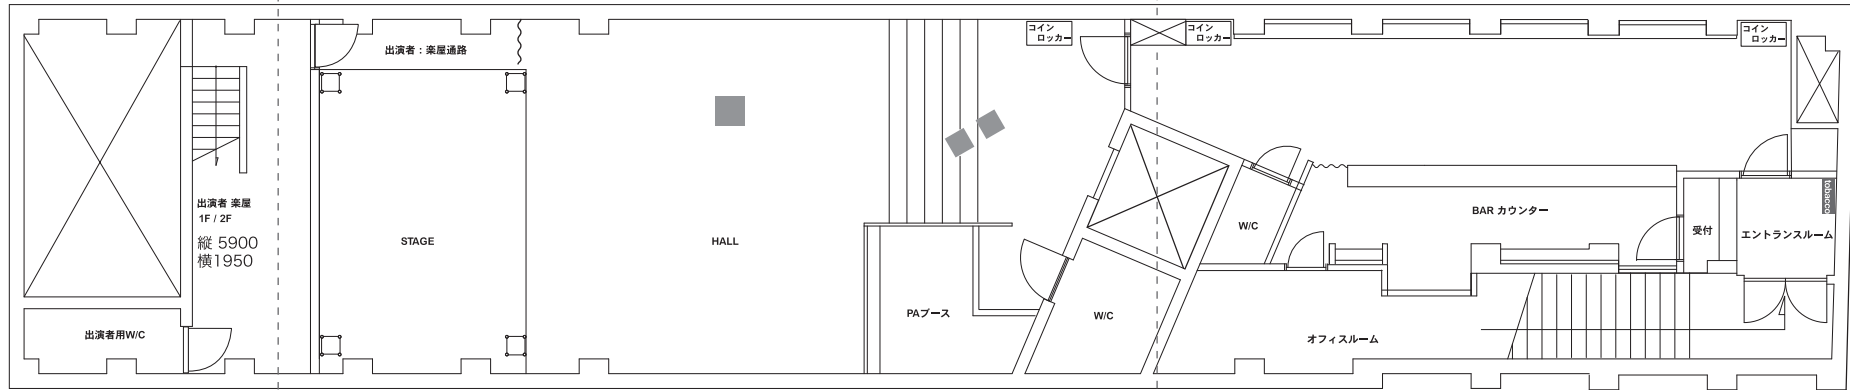 コイン
ロッカー
コイン
ロッカー
コイン
ロッカー
出演者：楽屋通路
出演者 楽屋
1F / 2F
縦 5900
横1950
STAGE
HALL
W/C
BAR カウンター
受付
tobacco
エントランスルーム
出演者用W/C
PAブース
W/C
オフィスルーム